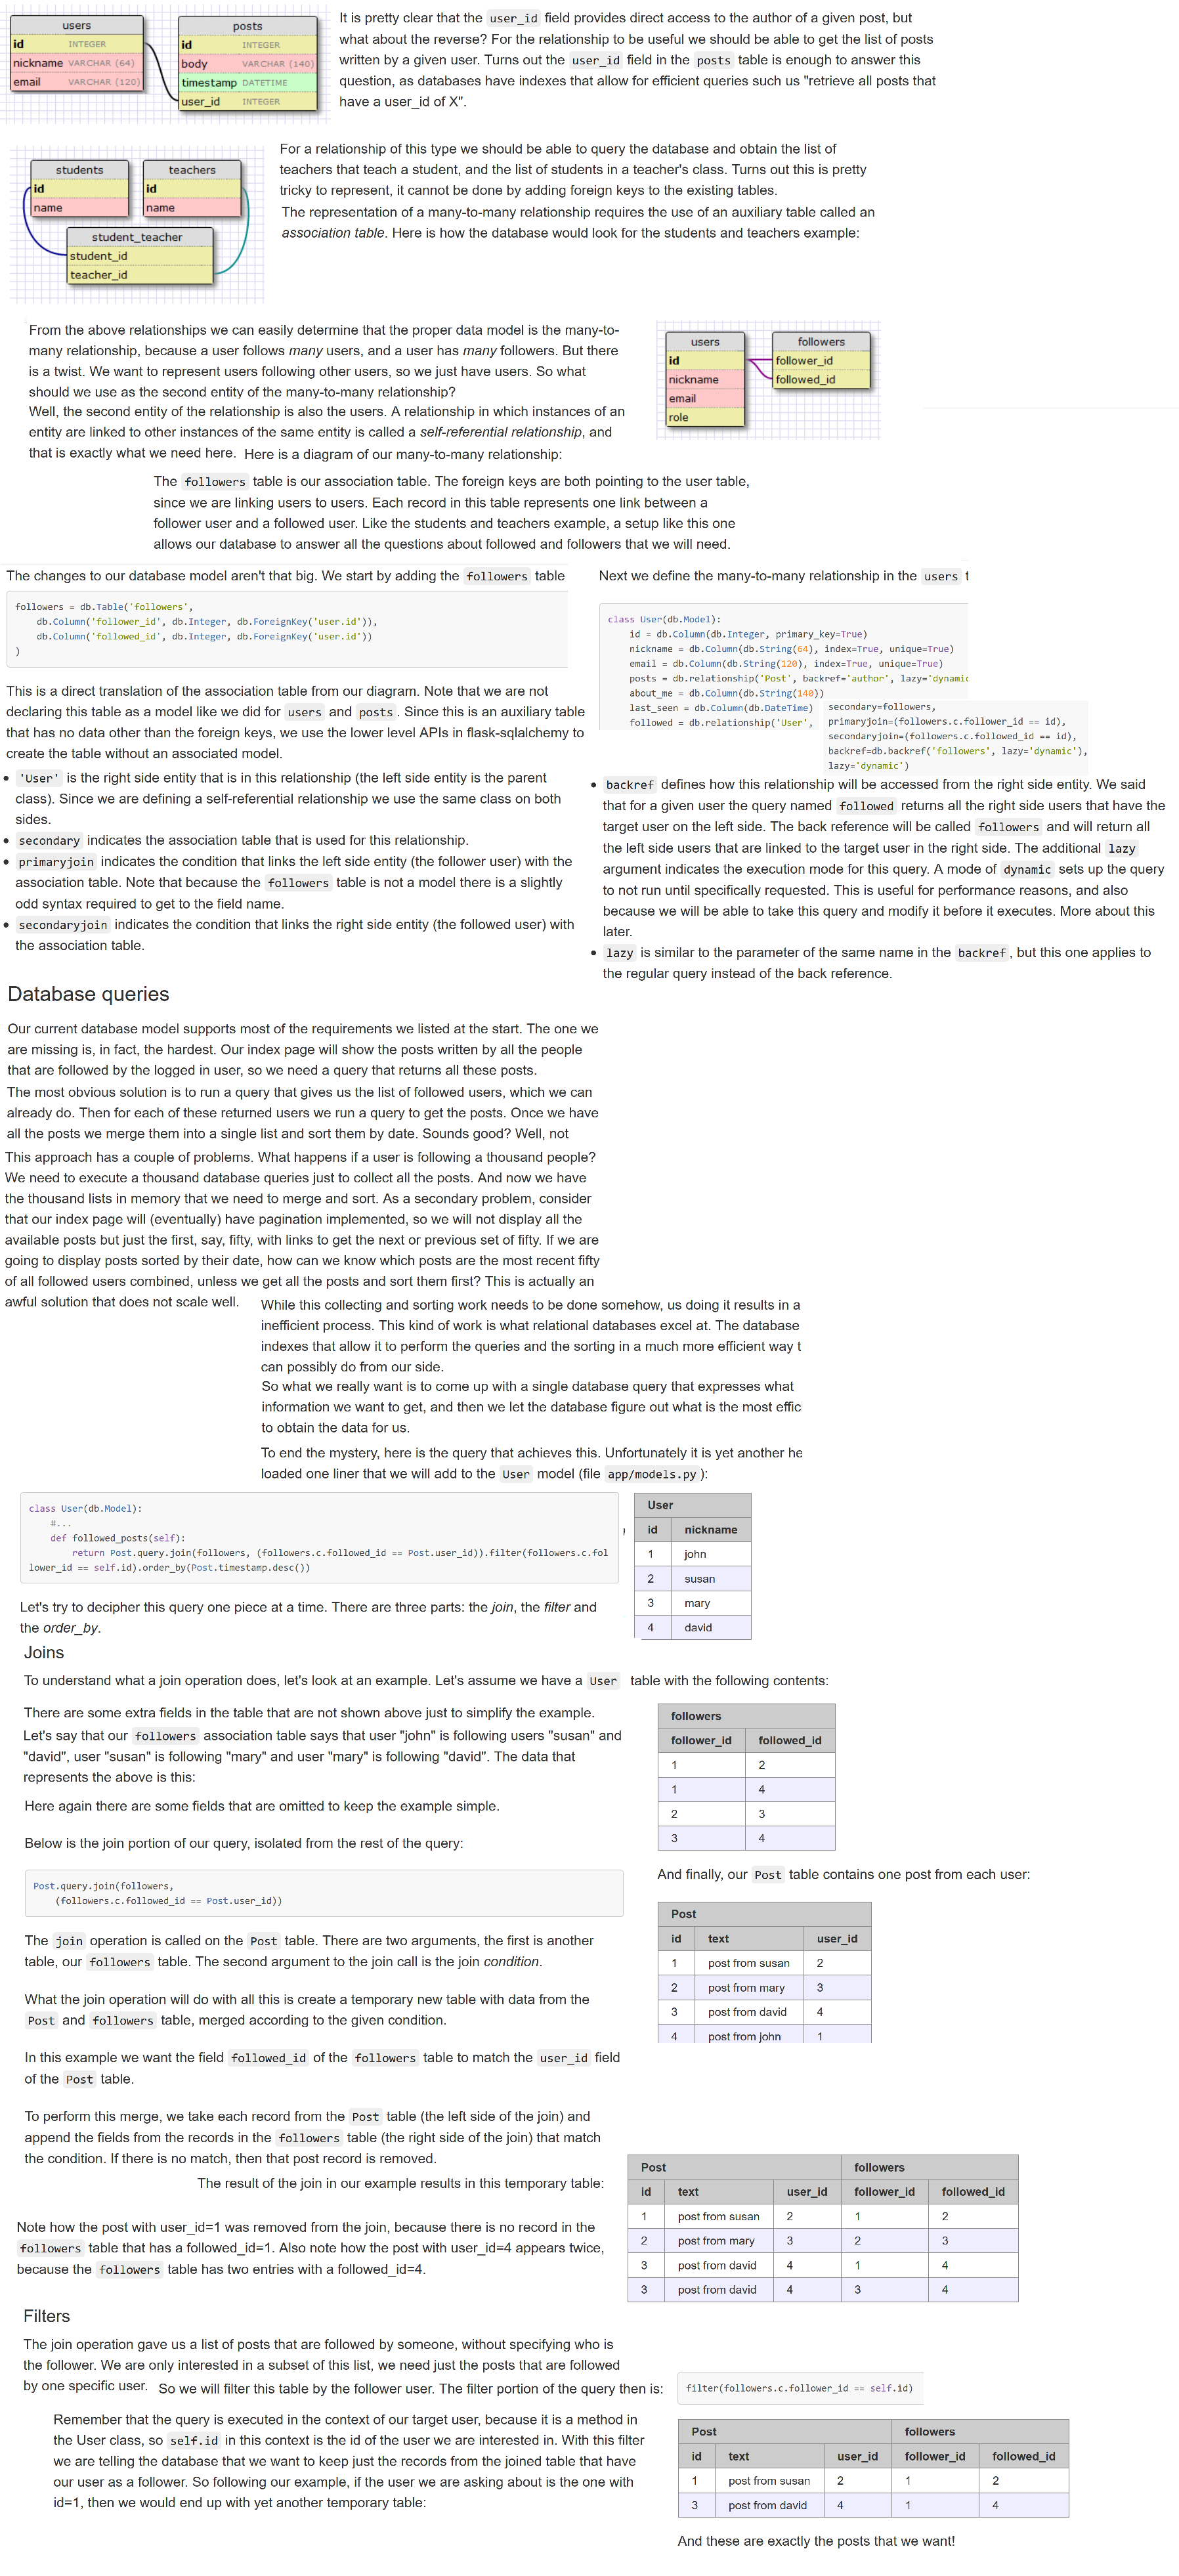 users
id INTEGER
nickname VARCHAR (64)
email VARCHAR (120)
posts
id INTEGER
body VARCHAR (140)
timestamp DATETIME
user_id INTEGER
It is pretty clear that the user_id field provides direct access to the author of a given post, but
what about the reverse? For the relationship to be useful we should be able to get the list of posts
written by a given user. Turns out the user_id field in the posts table is enough to answer this
question, as databases have indexes that allow for efficient queries such us "retrieve all posts that
have a user_id of X".
students
id
name
teachers
id
name
student_teacher
student_id
teacher_id
For a relationship of this type we should be able to query the database and obtain the list of
teachers that teach a student, and the list of students in a teacher's class. Turns out this is pretty
tricky to represent, it cannot be done by adding foreign keys to the existing tables.
The representation of a many-to-many relationship requires the use of an auxiliary table called an
association table. Here is how the database would look for the students and teachers example:
From the above relationships we can easily determine that the proper data model is the many-to-
many relationship, because a user follows many users, and a user has many followers. But there
is a twist. We want to represent users following other users, so we just have users. So what
should we use as the second entity of the many-to-many relationship?
Well, the second entity of the relationship is also the users. A relationship in which instances of an
entity are linked to other instances of the same entity is called a self-referential relationship, and
that is exactly what we need here. Here is a diagram of our many-to-many relationship:
users
id
nickname
email
role
followers
follower_id
followed_id
The followers table is our association table. The foreign keys are both pointing to the user table,
since we are linking users to users. Each record in this table represents one link between a
follower user and a followed user. Like the students and teachers example, a setup like this one
allows our database to answer all the questions about followed and followers that we will need.
The changes to our database model aren't that big. We start by adding the followers table
followers = db.Table('followers',
db.Column('follower_id', db.Integer, db.ForeignKey('user.id')),
db.Column('followed_id', db.Integer, db.ForeignKey('user.id'))
)
This is a direct translation of the association table from our diagram. Note that we are not
declaring this table as a model like we did for users and posts. Since this is an auxiliary table
that has no data other than the foreign keys, we use the lower level APIs in flask-sqlalchemy to
create the table without an associated model.
• 'User' is the right side entity that is in this relationship (the left side entity is the parent
class). Since we are defining a self-referential relationship we use the same class on both
sides.
• secondary indicates the association table that is used for this relationship.
• primaryjoin indicates the condition that links the left side entity (the follower user) with the
association table. Note that because the followers table is not a model there is a slightly
odd syntax required to get to the field name.
• secondaryjoin indicates the condition that links the right side entity (the followed user) with
the association table.
Next we define the many-to-many relationship in the users t
class User(db.Model):
id = db.Column(db.Integer, primary_key=True)
nickname = db.Column(db.String(64), index=True, unique=True)
email = db.Column(db.String(120), index=True, unique=True)
posts = db.relationship('Post', backref='author', lazy='dynamic
about_me = db.Column(db.String(140))
last_seen = db.Column(db.DateTime)
followed = db.relationship('User',
secondary=followers,
primaryjoin=(followers.c.follower_id == id),
secondaryjoin=(followers.c.followed_id == id),
backref=db.backref('followers', lazy='dynamic'),
lazy='dynamic')
• backref defines how this relationship will be accessed from the right side entity. We said
that for a given user the query named followed returns all the right side users that have the
target user on the left side. The back reference will be called followers and will return all
the left side users that are linked to the target user in the right side. The additional lazy
argument indicates the execution mode for this query. A mode of dynamic sets up the query
to not run until specifically requested. This is useful for performance reasons, and also
because we will be able to take this query and modify it before it executes. More about this
later.
• lazy is similar to the parameter of the same name in the backref, but this one applies to
the regular query instead of the back reference.
Database queries
Our current database model supports most of the requirements we listed at the start. The one we
are missing is, in fact, the hardest. Our index page will show the posts written by all the people
that are followed by the logged in user, so we need a query that returns all these posts.
The most obvious solution is to run a query that gives us the list of followed users, which we can
already do. Then for each of these returned users we run a query to get the posts. Once we have
all the posts we merge them into a single list and sort them by date. Sounds good? Well, not
This approach has a couple of problems. What happens if a user is following a thousand people?
We need to execute a thousand database queries just to collect all the posts. And now we have
the thousand lists in memory that we need to merge and sort. As a secondary problem, consider
that our index page will (eventually) have pagination implemented, so we will not display all the
available posts but just the first, say, fifty, with links to get the next or previous set of fifty. If we are
going to display posts sorted by their date, how can we know which posts are the most recent fifty
of all followed users combined, unless we get all the posts and sort them first? This is actually an
awful solution that does not scale well.
While this collecting and sorting work needs to be done somehow, us doing it results in a
inefficient process. This kind of work is what relational databases excel at. The database
indexes that allow it to perform the queries and the sorting in a much more efficient way t
can possibly do from our side.
So what we really want is to come up with a single database query that expresses what
information we want to get, and then we let the database figure out what is the most effic
to obtain the data for us.
To end the mystery, here is the query that achieves this. Unfortunately it is yet another he
loaded one liner that we will add to the User model (file app/models.py):
class User(db.Model):
#...
def followed_posts(self):
return Post.query.join(followers, (followers.c.followed_id == Post.user_id)).filter(followers.c.fol
lower_id == self.id).order_by(Post.timestamp.desc())
User
id nickname
1 john
2 susan
3 mary
4 david
Let's try to decipher this query one piece at a time. There are three parts: the join, the filter and
the order_by.
Joins
To understand what a join operation does, let's look at an example. Let's assume we have a User table with the following contents:
There are some extra fields in the table that are not shown above just to simplify the example.
Let's say that our followers association table says that user "john" is following users "susan" and
"david", user "susan" is following "mary" and user "mary" is following "david". The data that
represents the above is this:
Here again there are some fields that are omitted to keep the example simple.
followers
follower_id followed_id
1 2
1 4
2 3
3 4
Below is the join portion of our query, isolated from the rest of the query:
Post.query.join(followers,
(followers.c.followed_id == Post.user_id))
And finally, our Post table contains one post from each user:
Post
id text user_id
1 post from susan 2
2 post from mary 3
3 post from david 4
4 post from john 1
The join operation is called on the Post table. There are two arguments, the first is another
table, our followers table. The second argument to the join call is the join condition.
What the join operation will do with all this is create a temporary new table with data from the
Post and followers table, merged according to the given condition.
In this example we want the field followed_id of the followers table to match the user_id field
of the Post table.
To perform this merge, we take each record from the Post table (the left side of the join) and
append the fields from the records in the followers table (the right side of the join) that match
the condition. If there is no match, then that post record is removed.
The result of the join in our example results in this temporary table:
Post followers
id text user_id follower_id followed_id
1 post from susan 2 1 2
2 post from mary 3 2 3
3 post from david 4 1 4
3 post from david 4 3 4
Note how the post with user_id=1 was removed from the join, because there is no record in the
followers table that has a followed_id=1. Also note how the post with user_id=4 appears twice,
because the followers table has two entries with a followed_id=4.
Filters
The join operation gave us a list of posts that are followed by someone, without specifying who is
the follower. We are only interested in a subset of this list, we need just the posts that are followed
by one specific user. So we will filter this table by the follower user. The filter portion of the query then is:
filter(followers.c.follower_id == self.id)
Remember that the query is executed in the context of our target user, because it is a method in
the User class, so self.id in this context is the id of the user we are interested in. With this filter
we are telling the database that we want to keep just the records from the joined table that have
our user as a follower. So following our example, if the user we are asking about is the one with
id=1, then we would end up with yet another temporary table:
Post followers
id text user_id follower_id followed_id
1 post from susan 2 1 2
3 post from david 4 1 4
And these are exactly the posts that we want!